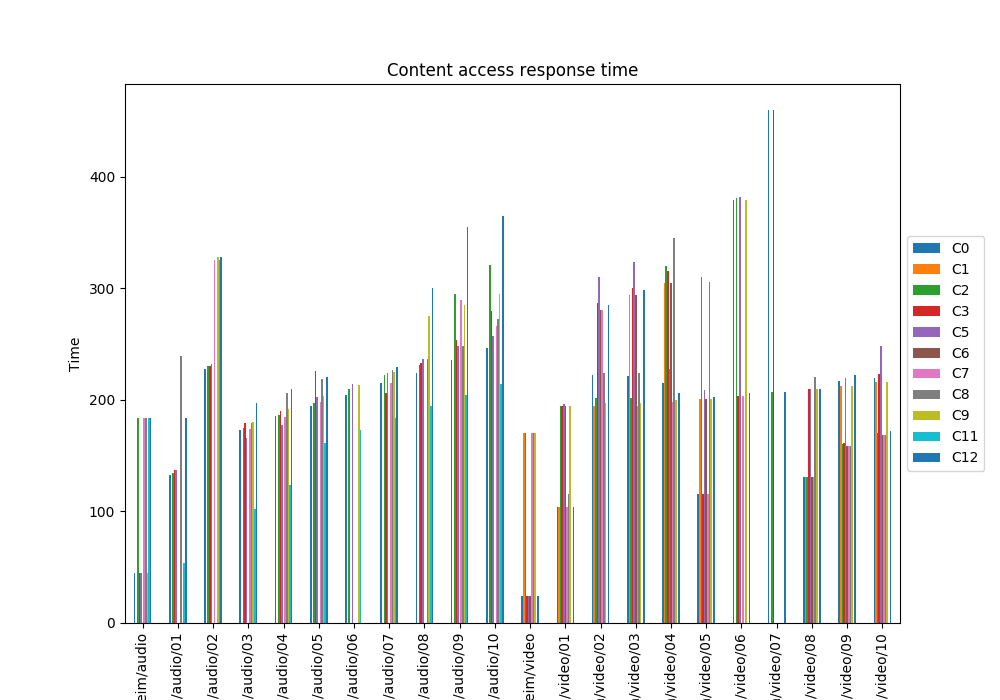 Content access response time
Time
400
300
200
100
0
eim/audio
/audio/01
/audio/02
/audio/03
/audio/04
/audio/05
/audio/06
/audio/07
/audio/08
/audio/09
/audio/10
eim/video
/video/01
/video/02
/video/03
/video/04
/video/05
/video/06
/video/07
/video/08
/video/09
/video/10
C0
C1
C2
C3
C5
C6
C7
C8
C9
C11
C12